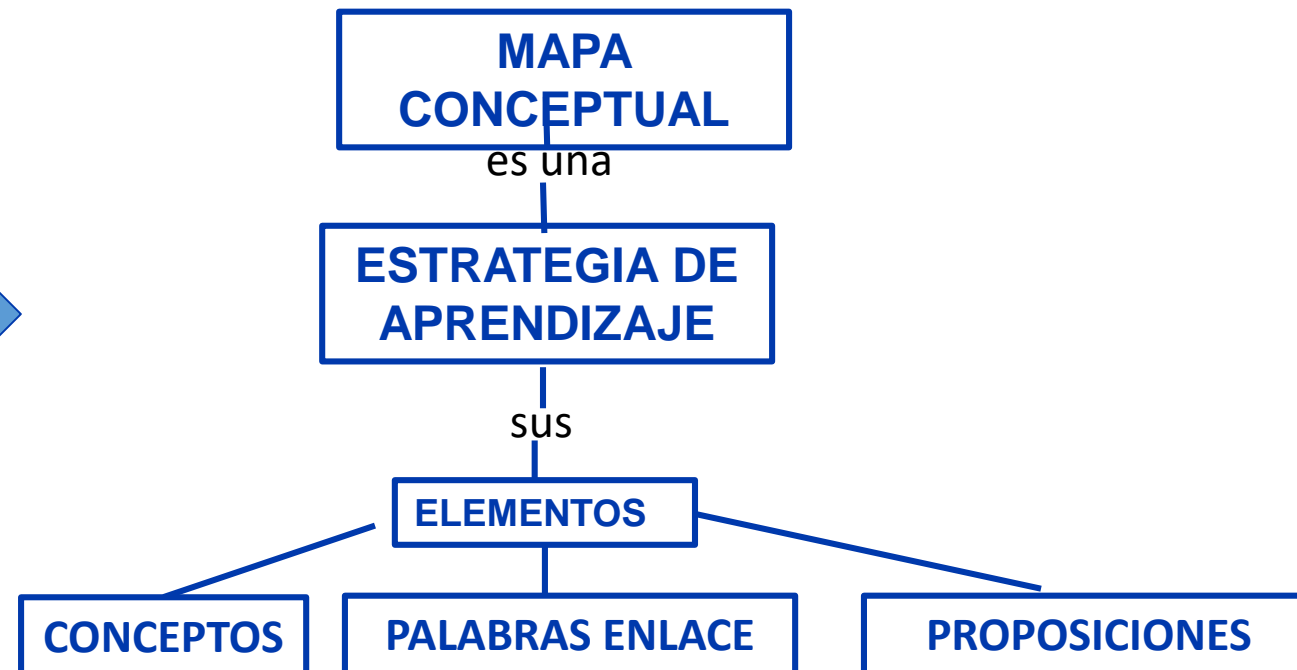 MAPA
CONCEPTUAL
es una
ESTRATEGIA DE
APRENDIZAJE
sus
ELEMENTOS
CONCEPTOS
PALABRAS ENLACE
PROPOSICIONES